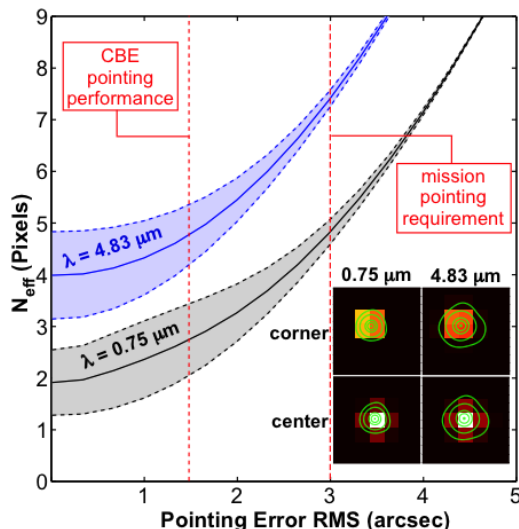 9
8
7
6
5
4
3
2
1
0
N_eff (Pixels)
CBE
pointing
performance
mission
pointing
requirement
λ = 4.83 μm
λ = 0.75 μm
0.75 μm 4.83 μm
corner
center
1 2 3 4 5
Pointing Error RMS (arcsec)